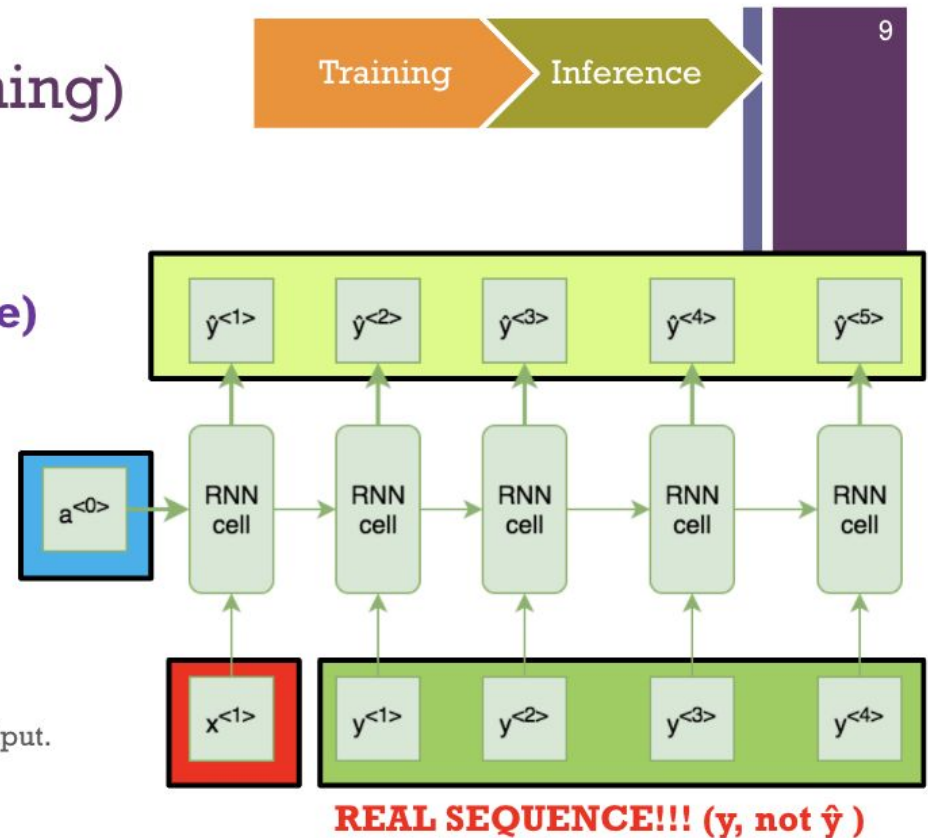 ning)
Training Inference
9
e)
ŷ<1> ŷ<2> ŷ<3> ŷ<4> ŷ<5>
a<0>
RNN cell
RNN cell
RNN cell
RNN cell
RNN cell
x<1> y<1> y<2> y<3> y<4>
put.
REAL SEQUENCE!!! (y, not ŷ )